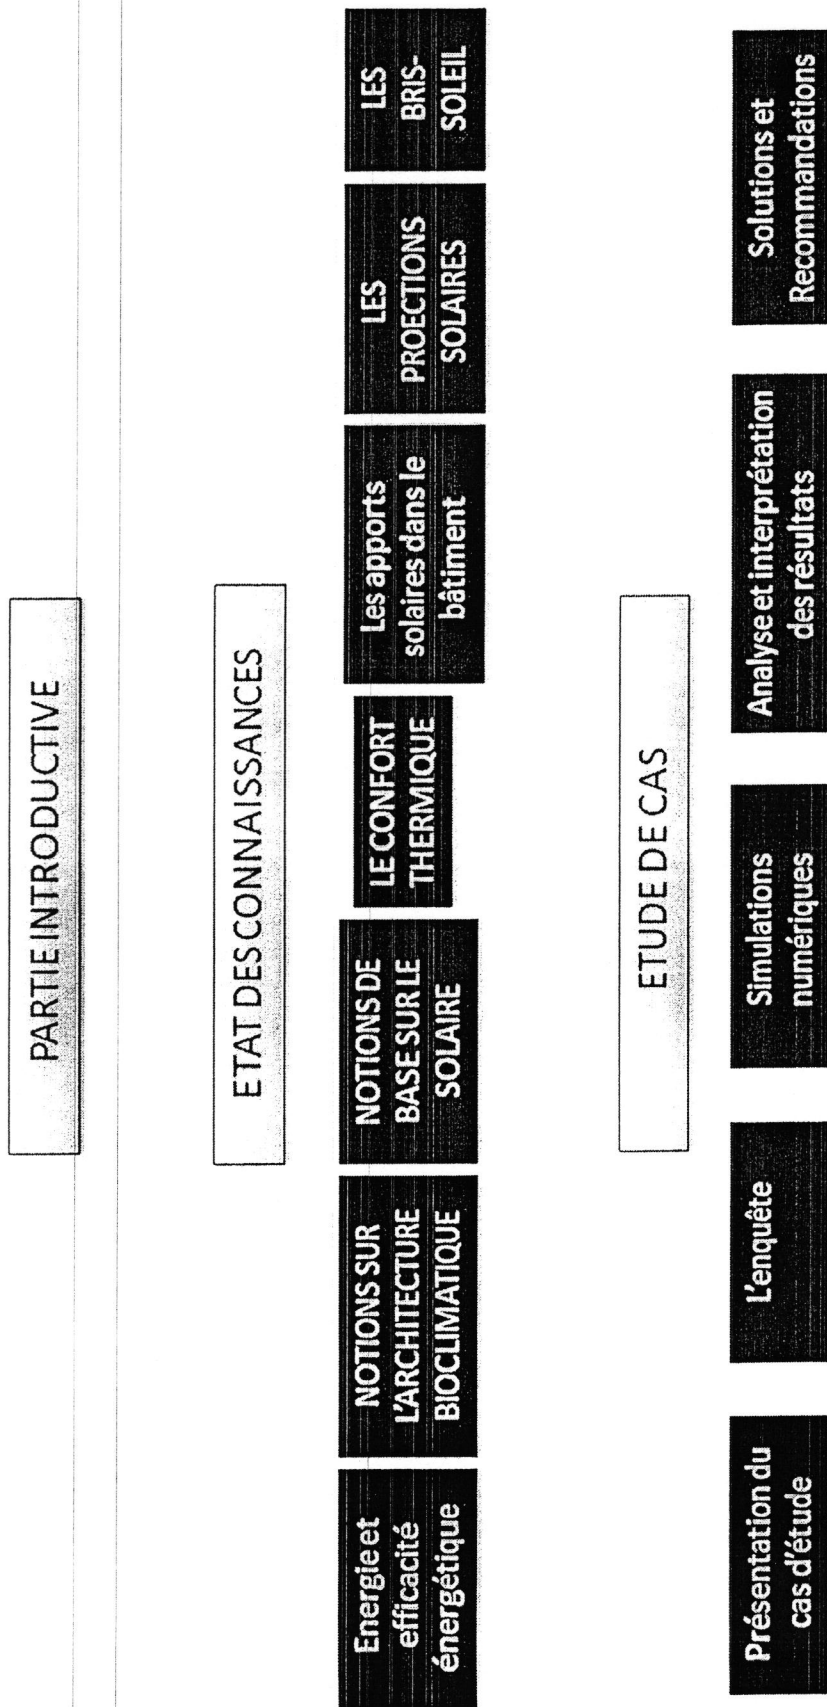 PARTIE INTRODUCTIVE
ETAT DES CONNAISSANCES
Energie et
efficacité
énergétique
NOTIONS SUR
L'ARCHITECTURE
BIOCLIMATIQUE
NOTIONS DE
BASE SUR LE
SOLAIRE
LE CONFORT
THERMIQUE
Les apports
solaires dans le
bâtiment
LES
PROECTIONS
SOLAIRES
LES
BRIS-
SOLEIL
ETUDE DE CAS
Présentation du
cas d'étude
L'enquête
Simulations
numériques
Analyse et interprétation
des résultats
Solutions et
Recommandations